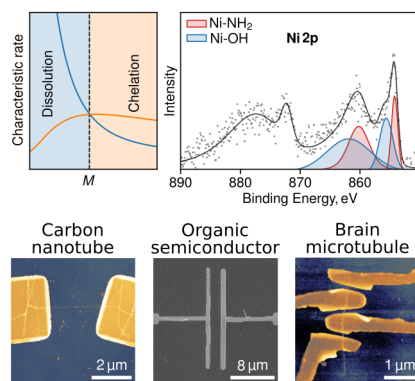 Characteristic rate
Dissolution
Chelation
M
Intensity
Ni-NH₂
Ni-OH
Ni 2p
890
880
870
860
Binding Energy, eV
Carbon
nanotube
Organic
semiconductor
Brain
microtubule
2 μm
8 μm
1 μm